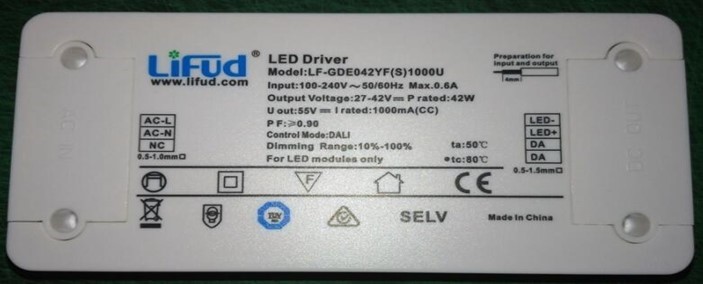 LiFud®
www.lifud.com
LED Driver
Model:LF-GDE042YF(S)1000U
Input:100-240V~50/60Hz Max.0.6A
Output Voltage:27-42V⎓ P rated:42W
U out:55V⎓ I rated:1000mA(CC)
PF:≥0.90
Control Mode:DALI
Dimming Range:10%-100% ta:50℃
For LED modules only •tc:80℃
Preparation for
input and output
AC-L
AC-N
NC
0.5-1.0mm□
LED-
LED+
DA
DA
0.5-1.5mm□
F
CE
SELV
Made In China